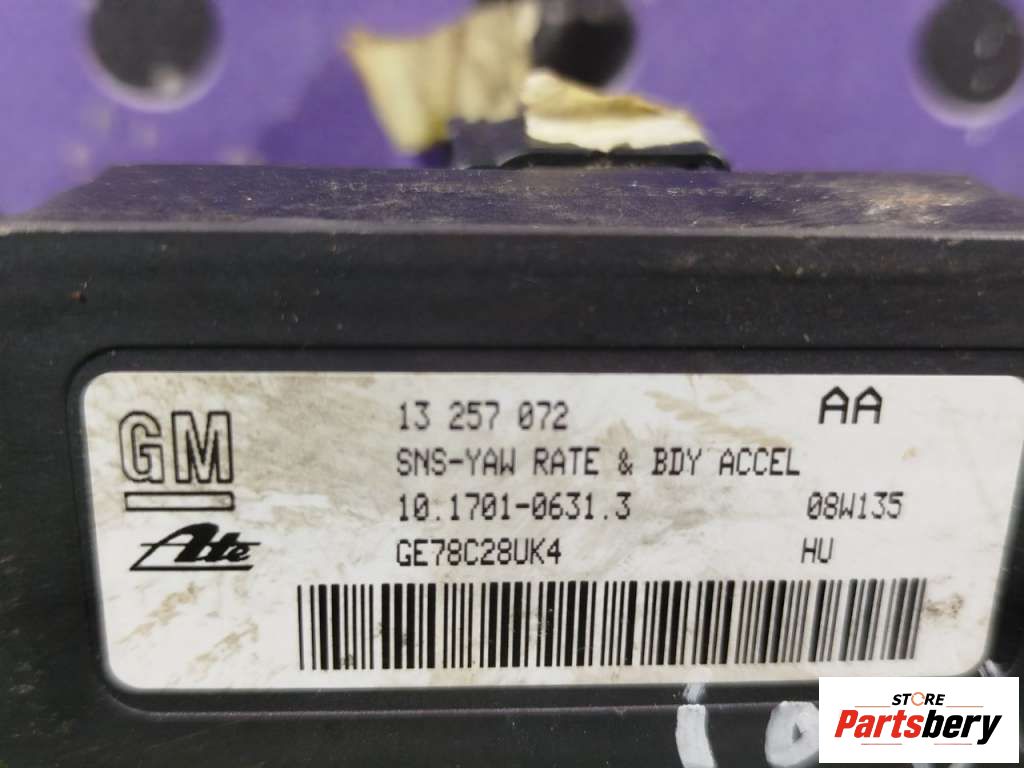 GM
13 257 072
AA
SNS-YAW RATE & BDY ACCEL
10.1701-0631.3
08W135
Ate
GE78C28UK4
HU
STORE
Partsbery